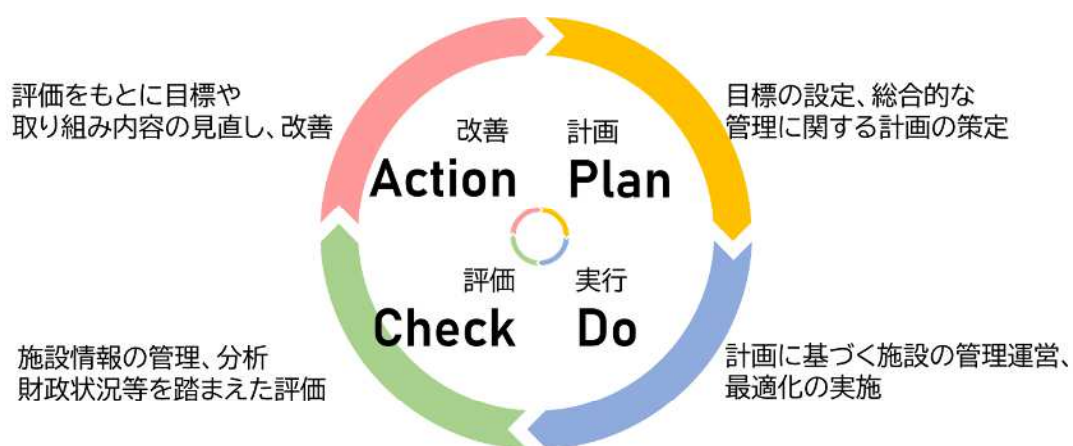 評価をもとに目標や
取り組み内容の見直し、改善
目標の設定、総合的な
管理に関する計画の策定
改善
Action
計画
Plan
評価
Check
実行
Do
施設情報の管理、分析
財政状況等を踏まえた評価
計画に基づく施設の管理運営、
最適化の実施